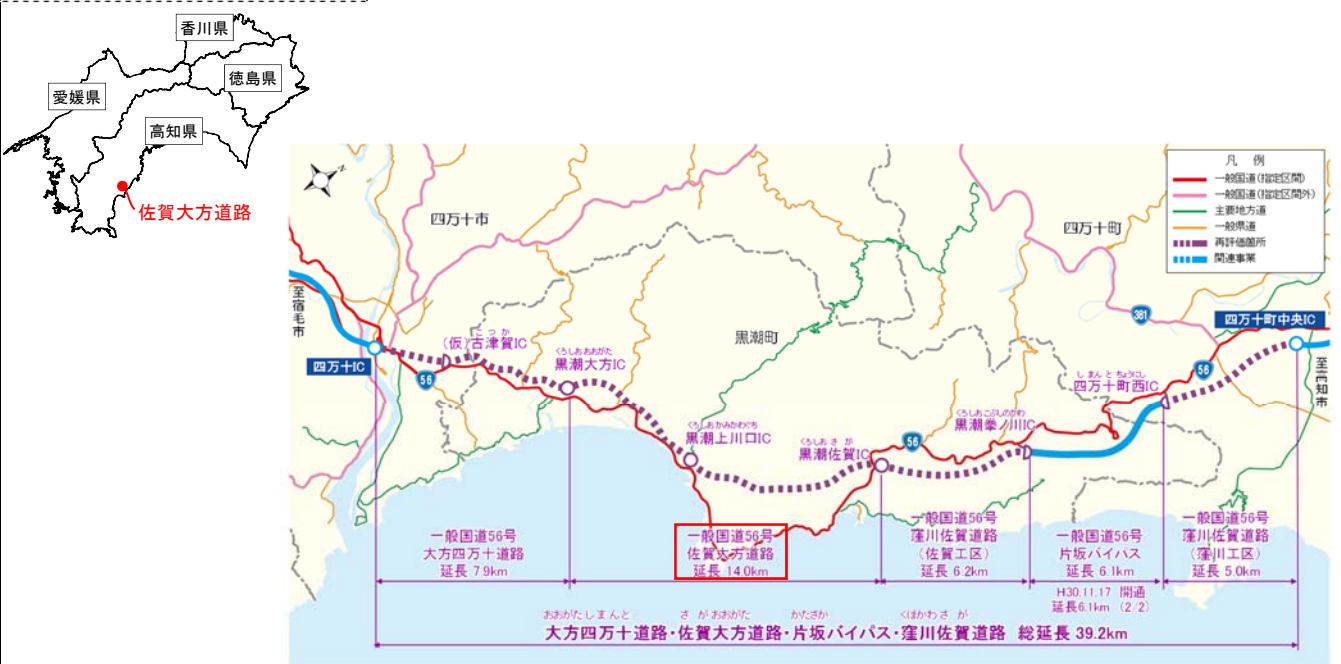 香川県
徳島県
愛媛県
高知県
佐賀大方道路
凡 例
一般国道(指定区間)
一般国道(指定区間外)
主要地方道
一般県道
再評価箇所
関連事業
N
四万十市
四万十町
黒潮町
至宿毛市
至高知市
四万十IC
こつか
(仮)古津賀IC
くろしおおおがた
黒潮大方IC
くろしおかみかわぐち
黒潮上川口IC
くろしおさが
黒潮佐賀IC
くろしおこぶしのかわ
黒潮拳ノ川IC
しまんとちょうにし
四万十町西IC
四万十町中央IC
56
56
56
381
一般国道56号
大方四万十道路
延長 7.9km
一般国道56号
佐賀大方道路
延長 14.0km
一般国道56号
窪川佐賀道路
(佐賀工区)
延長 6.2km
一般国道56号
片坂バイパス
延長 6.1km
H30.11.17 開通
延長6.1km (2/2)
一般国道56号
窪川佐賀道路
(窪川工区)
延長 5.0km
おおがたしまんと さがおおがた かたさか くぼかわさが
大方四万十道路・佐賀大方道路・片坂バイパス・窪川佐賀道路 総延長 39.2km